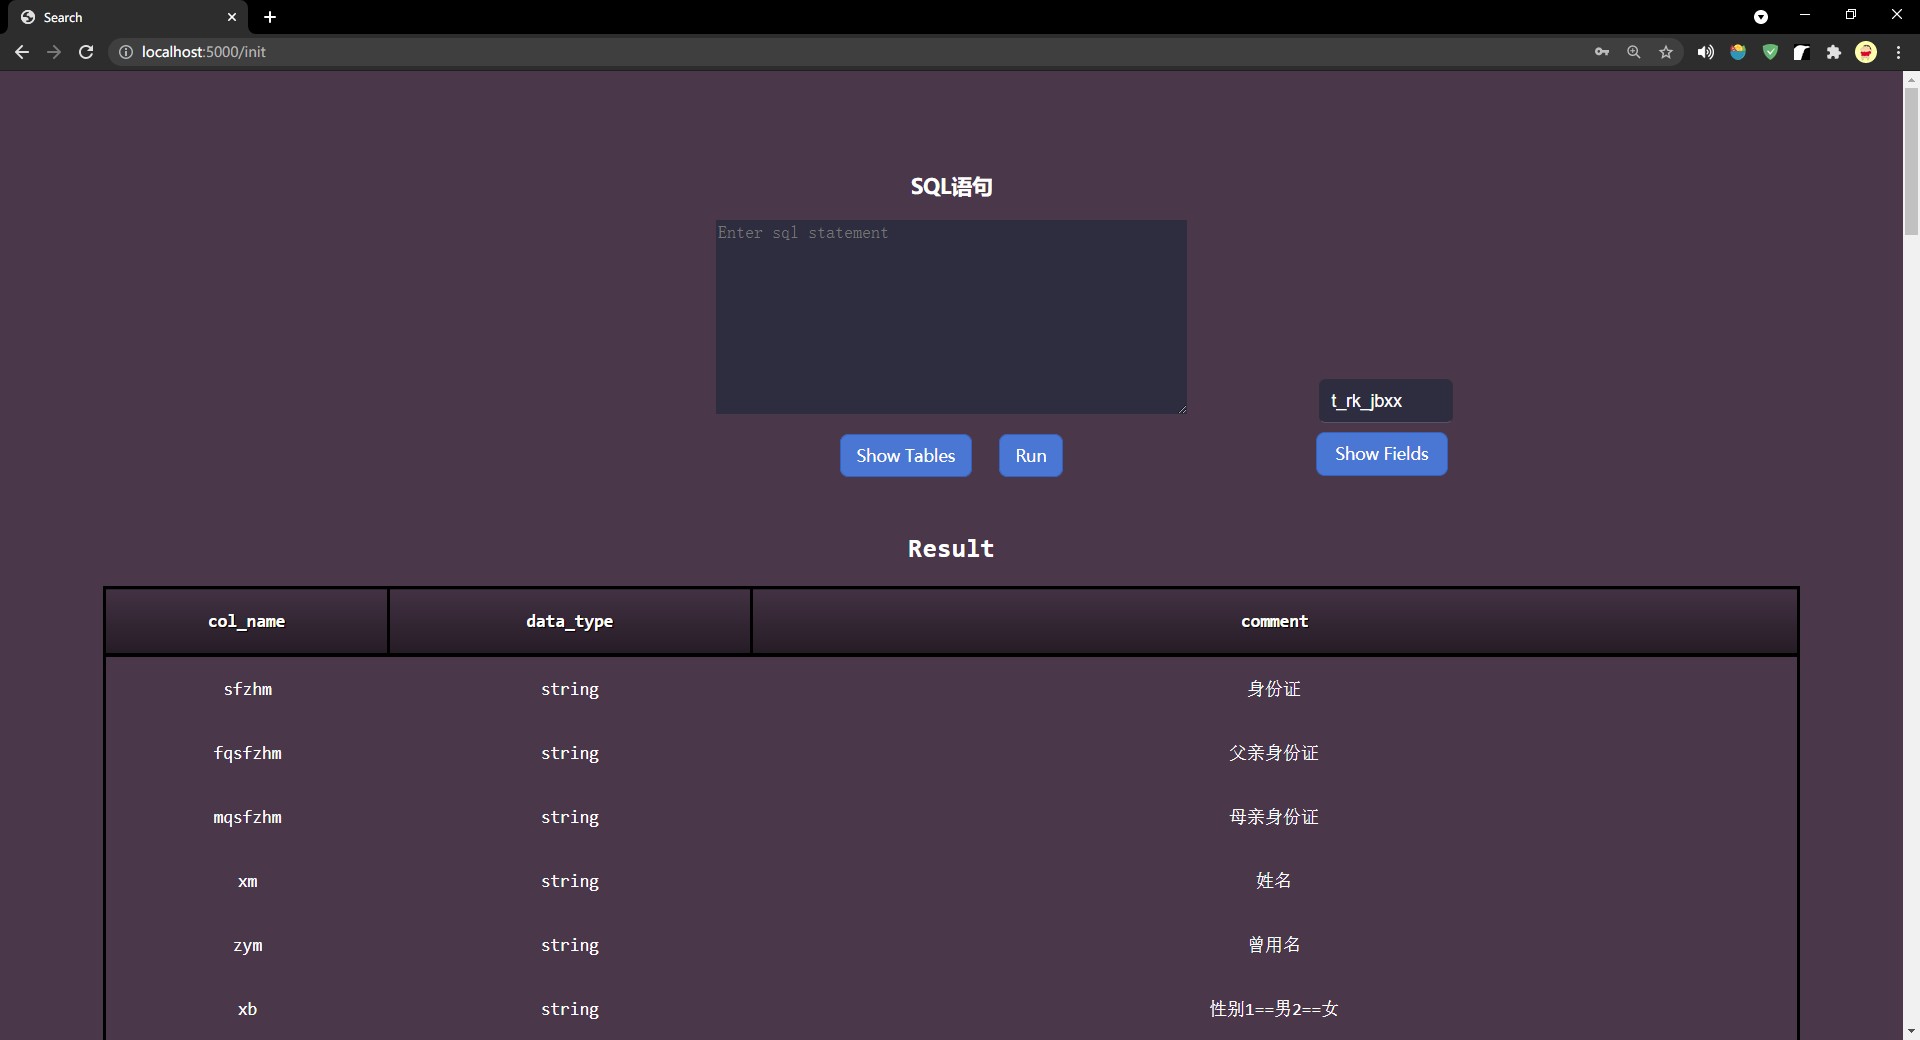 Search
localhost:5000/init
SQL语句
Enter sql statement
t_rk_jbxx
Show Tables
Run
Show Fields
Result
col_name data_type comment
sfzhm string 身份证
fqsfzhm string 父亲身份证
mqsfzhm string 母亲身份证
xm string 姓名
zym string 曾用名
xb string 性别1==男2==女